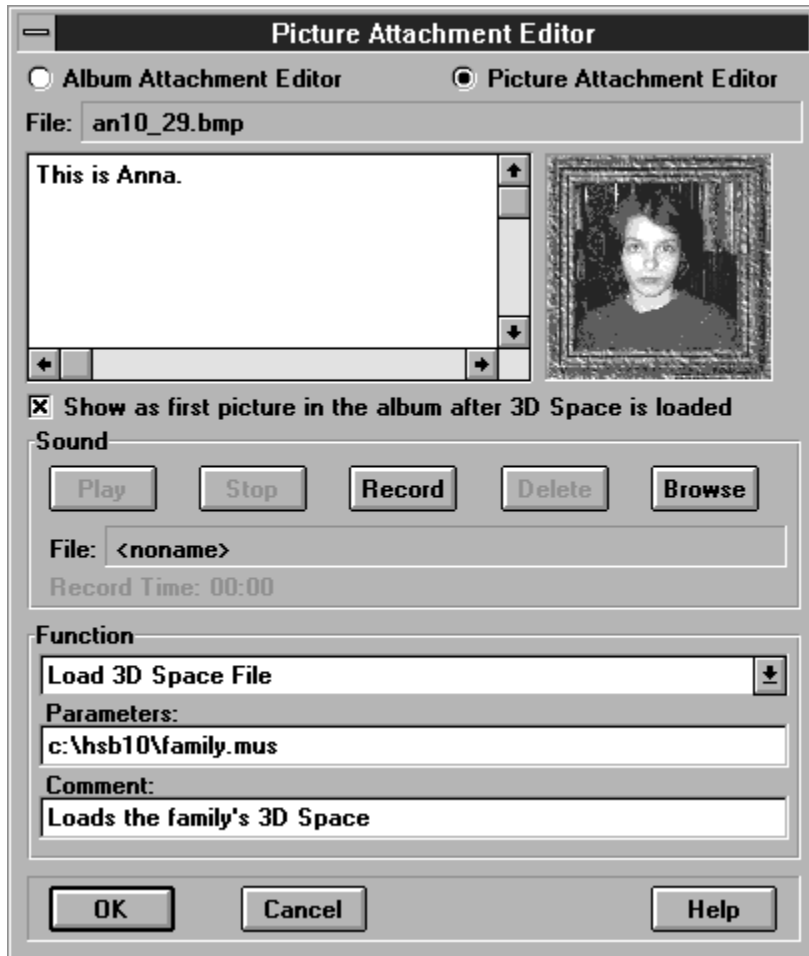 Picture Attachment Editor
Album Attachment Editor Picture Attachment Editor
File: an10_29.bmp
This is Anna.
Show as first picture in the album after 3D Space is loaded
Sound
Play Stop Record Delete Browse
File: <noname>
Record Time: 00:00
Function
Load 3D Space File
Parameters:
c:\hsb10\family.mus
Comment:
Loads the family's 3D Space
OK Cancel Help